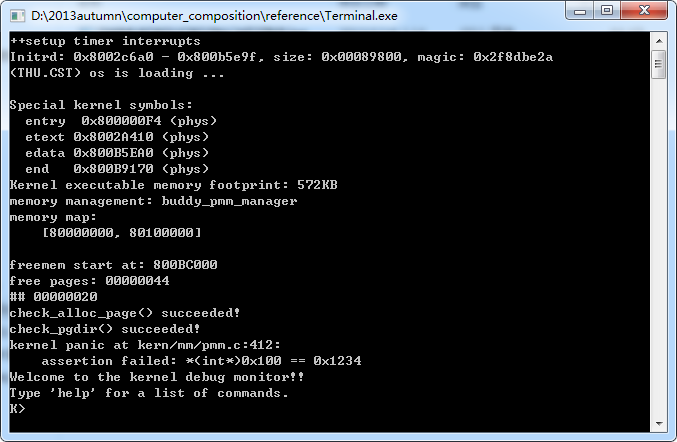 D:\2013autumn\computer_composition\reference\Terminal.exe
++setup timer interrupts
Initrd: 0x8002c6a0 - 0x800b5e9f, size: 0x00089800, magic: 0x2f8dbe2a
(THU.CST) os is loading ...
Special kernel symbols:
  entry  0x800000F4 (phys)
  etext 0x8002A410 (phys)
  edata 0x800B5EA0 (phys)
  end   0x800B9170 (phys)
Kernel executable memory footprint: 572KB
memory management: buddy_pmm_manager
memory map:
    [80000000, 80100000]
freemem start at: 800BC000
free pages: 00000044
## 00000020
check_alloc_page() succeeded!
check_pgdir() succeeded!
kernel panic at kern/mm/pmm.c:412:
    assertion failed: *(int*)0x100 == 0x1234
Welcome to the kernel debug monitor!!
Type 'help' for a list of commands.
K>